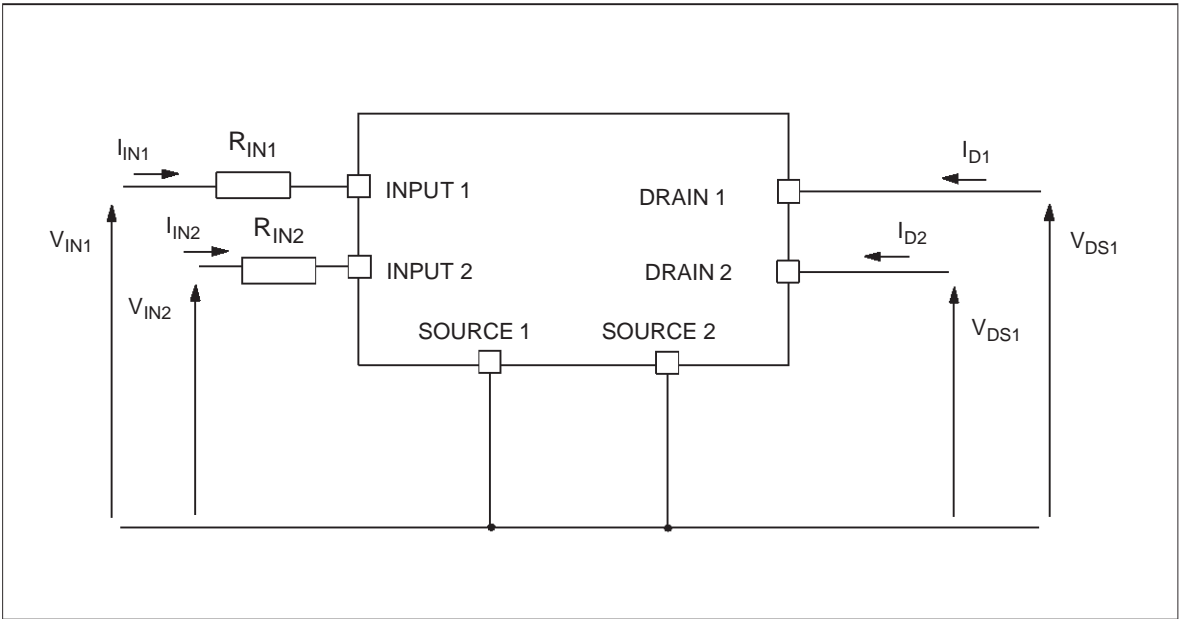 R_IN1
I_IN1
I_D1
INPUT 1
DRAIN 1
I_IN2
R_IN2
V_IN1
I_D2
V_DS1
INPUT 2
DRAIN 2
V_IN2
SOURCE 1
SOURCE 2
V_DS1